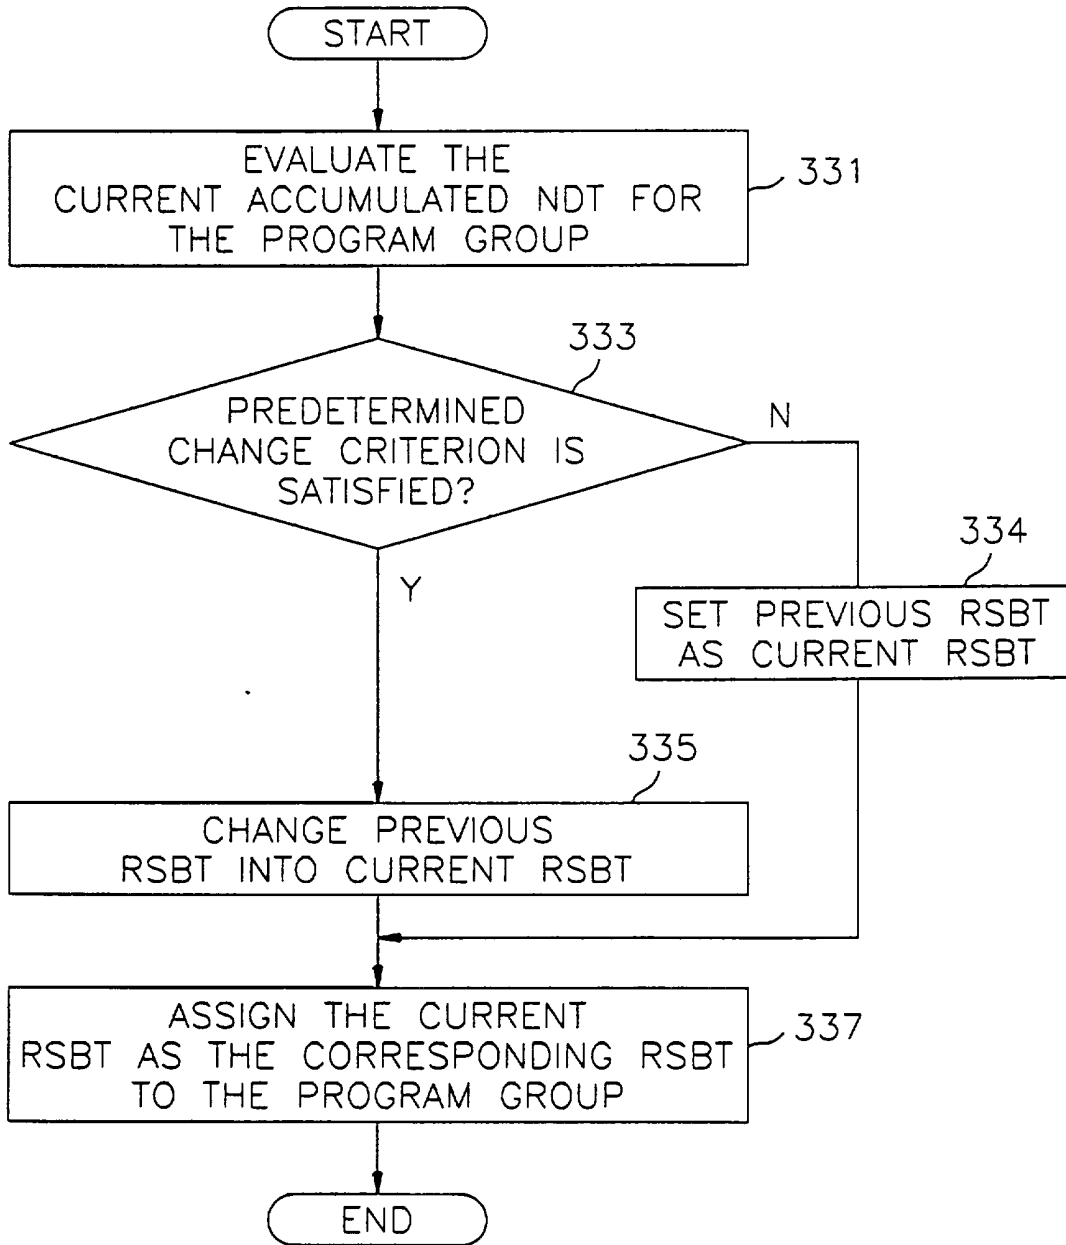 START
EVALUATE THE
CURRENT ACCUMULATED NDT FOR
THE PROGRAM GROUP
331
333
PREDETERMINED
CHANGE CRITERION IS
SATISFIED?
N
Y
334
SET PREVIOUS RSBT
AS CURRENT RSBT
335
CHANGE PREVIOUS
RSBT INTO CURRENT RSBT
ASSIGN THE CURRENT
RSBT AS THE CORRESPONDING RSBT
TO THE PROGRAM GROUP
337
END